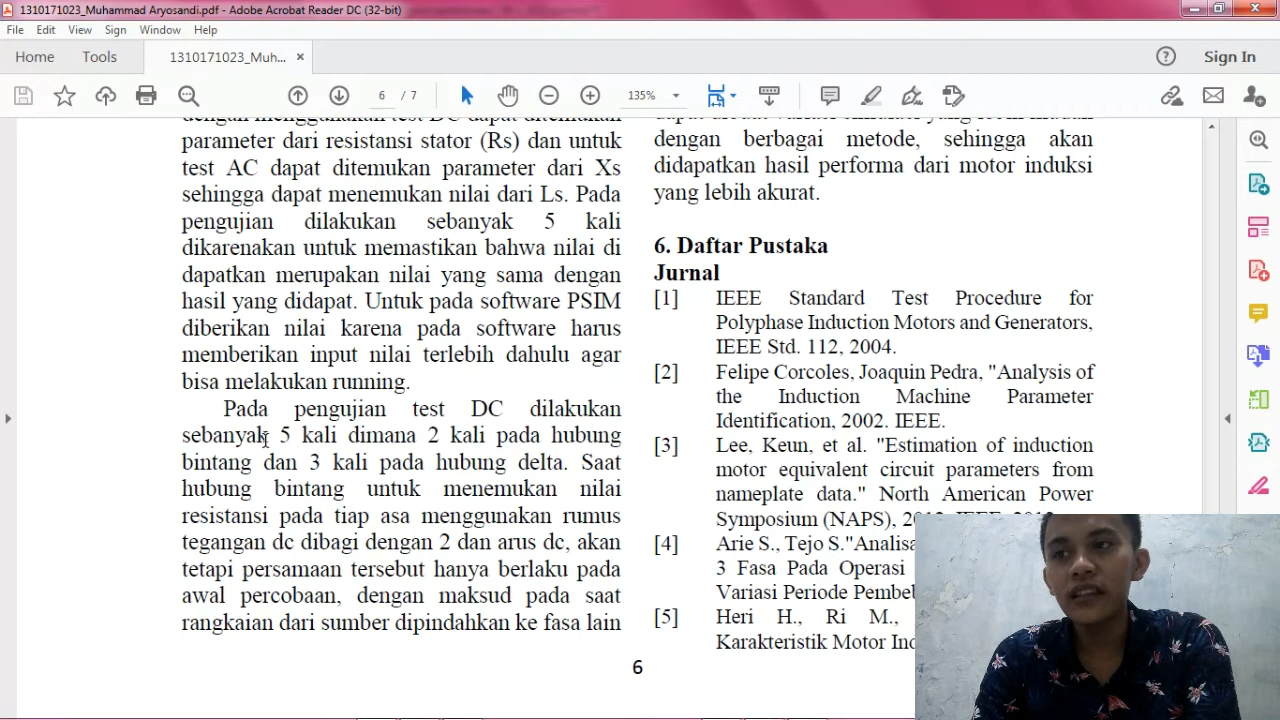 1310171023_Muhammad Aryosandi.pdf - Adobe Acrobat Reader DC (32-bit)
File Edit View Sign Window Help
Home Tools 1310171023_Muh... × Sign In
6 / 7 135%
dengan menggunakan test DC dapat ditemukan
parameter dari resistansi stator (Rs) dan untuk
test AC dapat ditemukan parameter dari Xs
sehingga dapat menemukan nilai dari Ls. Pada
pengujian dilakukan sebanyak 5 kali
dikarenakan untuk memastikan bahwa nilai di
dapatkan merupakan nilai yang sama dengan
hasil yang didapat. Untuk pada software PSIM
diberikan nilai karena pada software harus
memberikan input nilai terlebih dahulu agar
bisa melakukan running.
Pada pengujian test DC dilakukan
sebanyak 5 kali dimana 2 kali pada hubung
bintang dan 3 kali pada hubung delta. Saat
hubung bintang untuk menemukan nilai
resistansi pada tiap asa menggunakan rumus
tegangan dc dibagi dengan 2 dan arus dc, akan
tetapi persamaan tersebut hanya berlaku pada
awal percobaan, dengan maksud pada saat
rangkaian dari sumber dipindahkan ke fasa lain
dengan berbagai metode, sehingga akan
didapatkan hasil performa dari motor induksi
yang lebih akurat.
6. Daftar Pustaka
Jurnal
[1] IEEE Standard Test Procedure for
Polyphase Induction Motors and Generators,
IEEE Std. 112, 2004.
[2] Felipe Corcoles, Joaquin Pedra, "Analysis of
the Induction Machine Parameter
Identification, 2002. IEEE.
[3] Lee, Keun, et al. "Estimation of induction
motor equivalent circuit parameters from
nameplate data." North American Power
Symposium (NAPS),
[4] Arie S., Tejo S."Analisa
3 Fasa Pada Operasi
Variasi Periode
[5] Heri H., Ri M.,
Karakteristik Motor
6